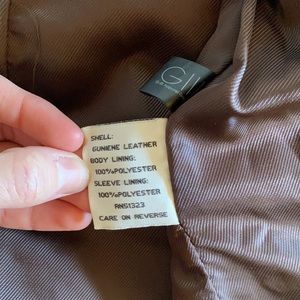 GI
SHELL:
GUNIENE LEATHER
BODY LINING:
100%POLYESTER
SLEEVE LINING:
100%POLYESTER
RN51323
CARE ON REVERSE